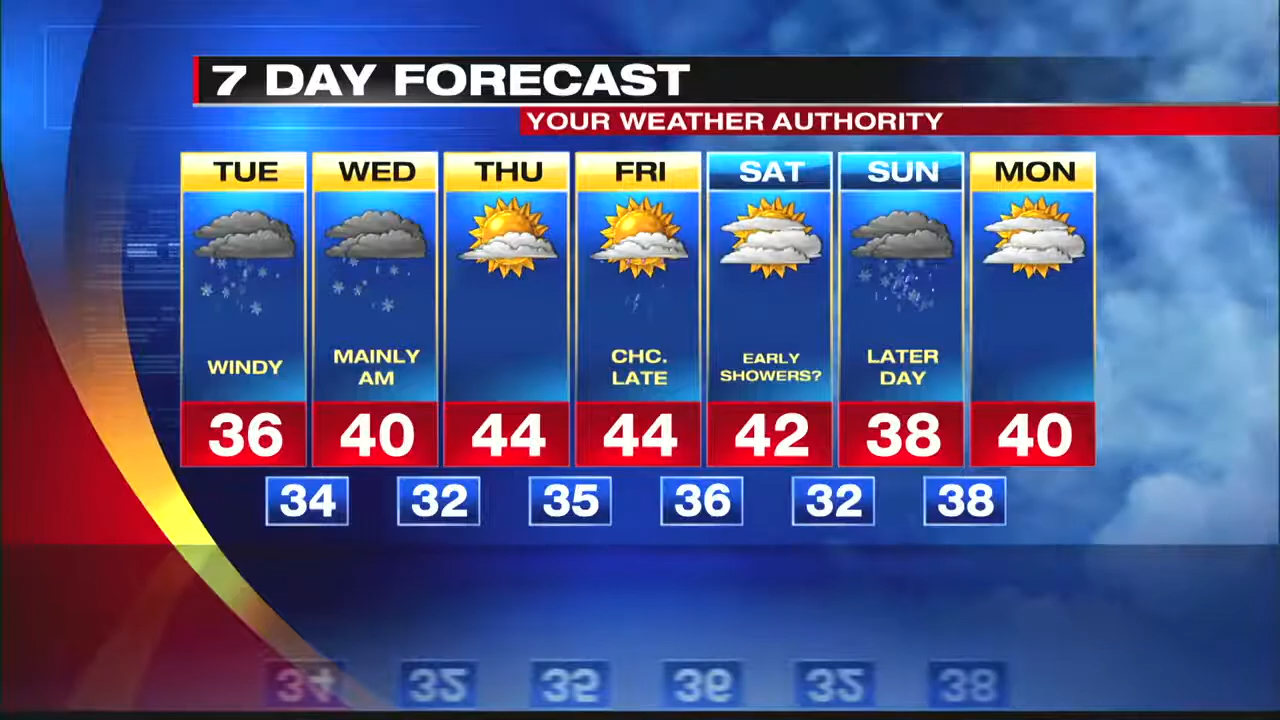 7 DAY FORECAST
YOUR WEATHER AUTHORITY
TUE WED THU FRI SAT SUN MON
WINDY
MAINLY
AM
CHC.
LATE
EARLY
SHOWERS?
LATER
DAY
36 40 44 44 42 38 40
34 32 35 36 32 38